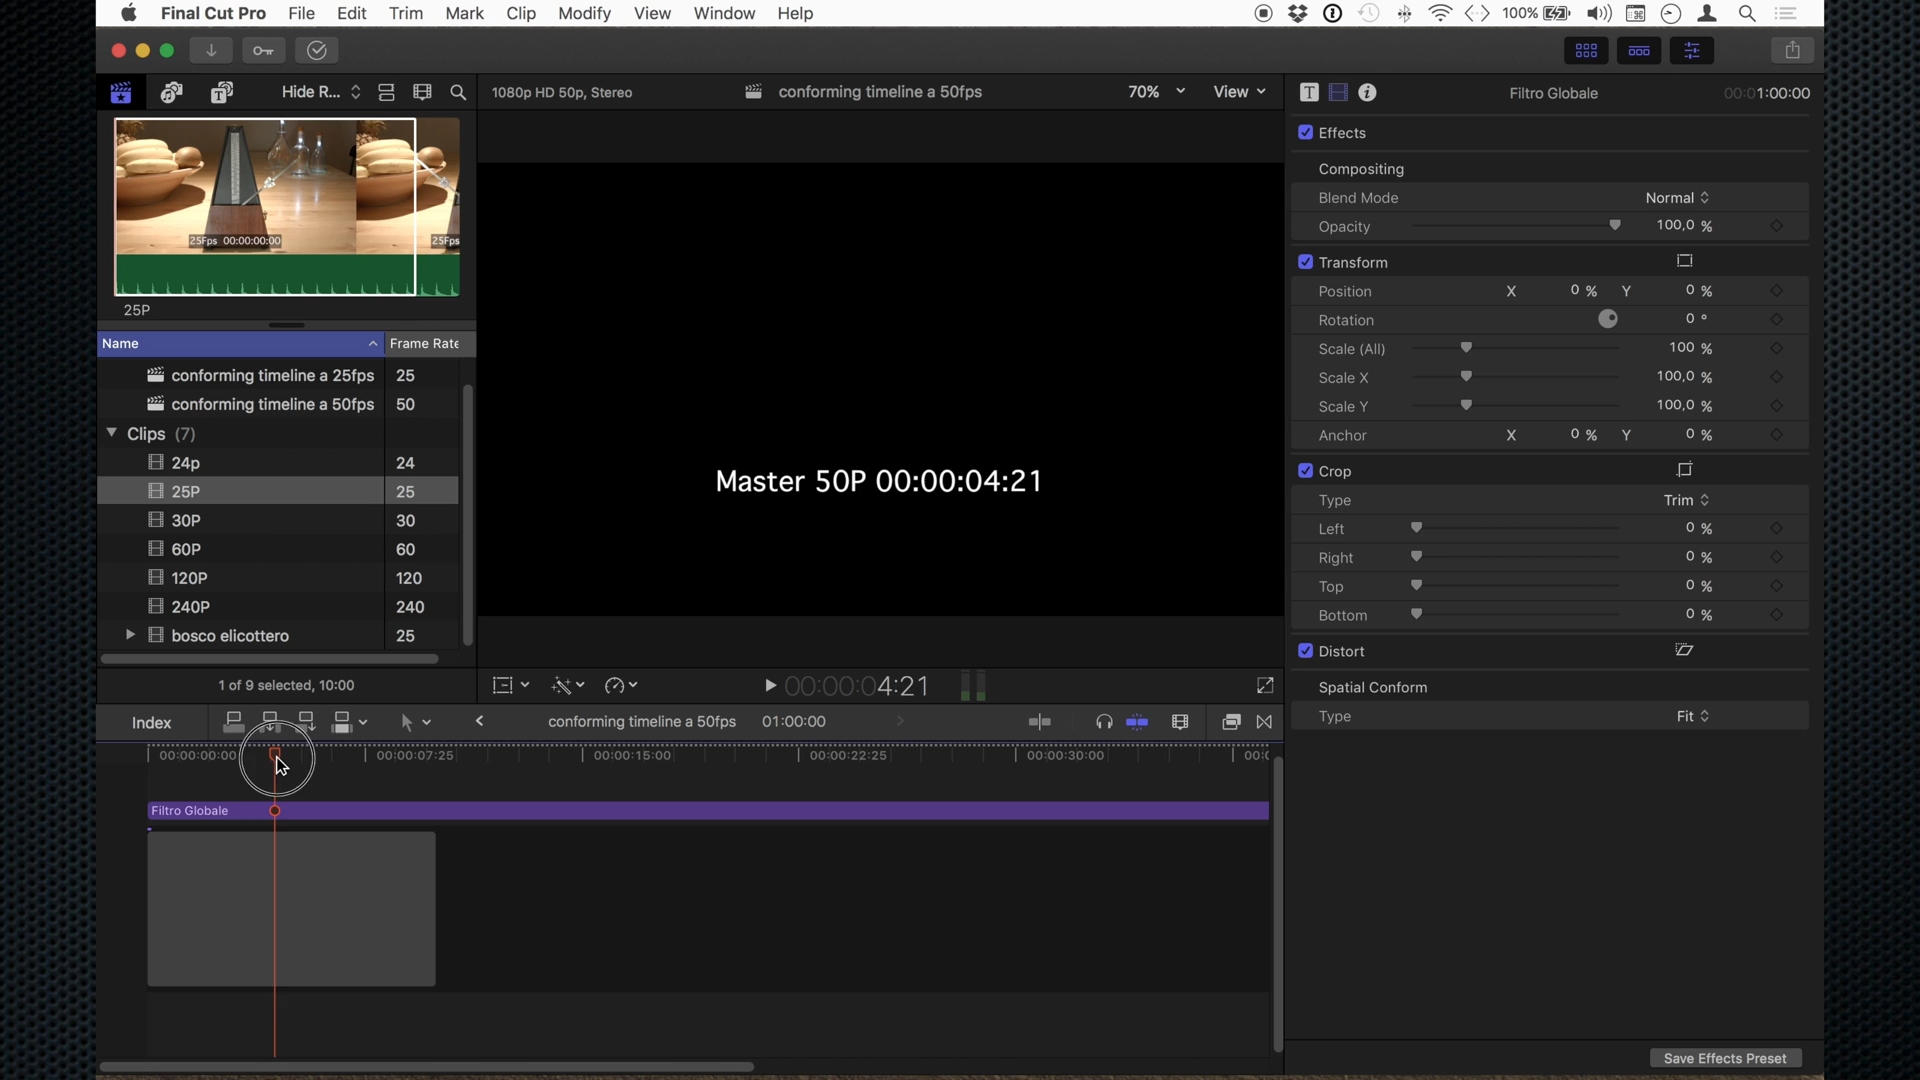 Final Cut Pro File Edit Trim Mark Clip Modify View Window Help 100%
Hide R... 1080p HD 50p, Stereo conforming timeline a 50fps 70% View Filtro Globale 00:01:00:00
Effects
Compositing
Blend Mode Normal
Opacity 100,0 %
25Fps 00:00:00:00 25Fps
Transform
Position X 0 % Y 0 %
25P
Rotation 0 °
Name Frame Rate
Scale (All) 100 %
conforming timeline a 25fps 25
Scale X 100,0 %
conforming timeline a 50fps 50
Scale Y 100,0 %
Clips (7)
Anchor X 0 % Y 0 %
24p 24
Crop
Master 50P 00:00:04:21
25P 25
Type Trim
30P 30
Left 0 %
60P 60
Right 0 %
120P 120
Top 0 %
240P 240
Bottom 0 %
bosco elicottero 25
Distort
1 of 9 selected, 10:00
00:00:04:21
Spatial Conform
Type Fit
Index conforming timeline a 50fps 01:00:00
00:00:00:00 00:00:07:25 00:00:15:00 00:00:22:25 00:00:30:00
Filtro Globale
Save Effects Preset